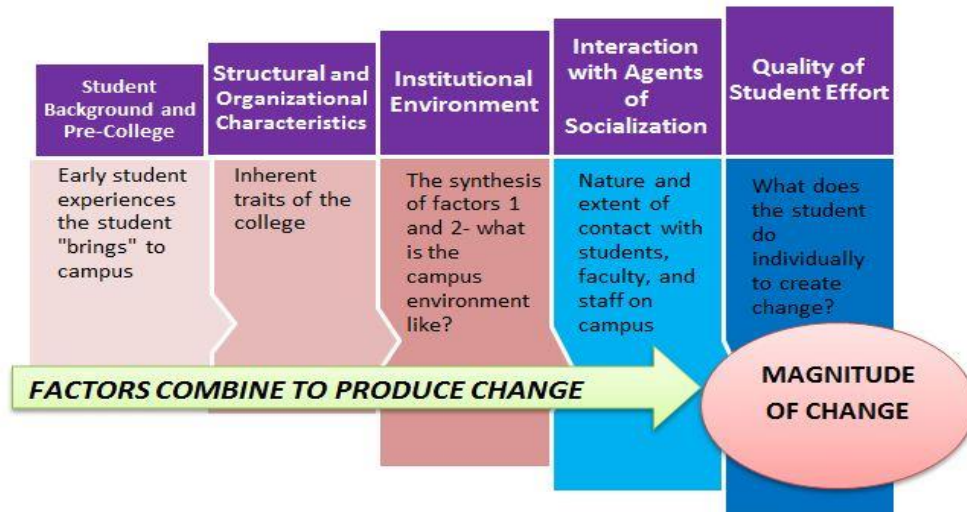 Student
Background and
Pre-College
Structural and
Organizational
Characteristics
Institutional
Environment
Interaction
with Agents
of
Socialization
Quality of
Student Effort
Early student
experiences
the student
"brings" to
campus
Inherent
traits of the
college
The synthesis
of factors 1
and 2- what
is the
campus
environment
like?
Nature and
extent of
contact with
students,
faculty, and
staff on
campus
What does
the student
do
individually
to create
change?
FACTORS COMBINE TO PRODUCE CHANGE
MAGNITUDE
OF CHANGE